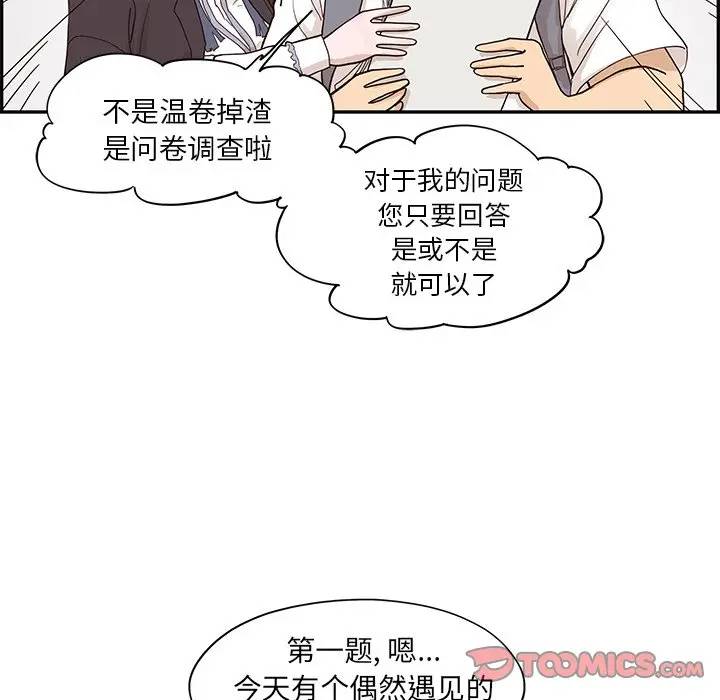 不是温卷掉渣
是问卷调查啦
对于我的问题
您只要回答
是或不是
就可以了
第一题, 嗯...
今天有个偶然遇见的
TOOMICS.COM